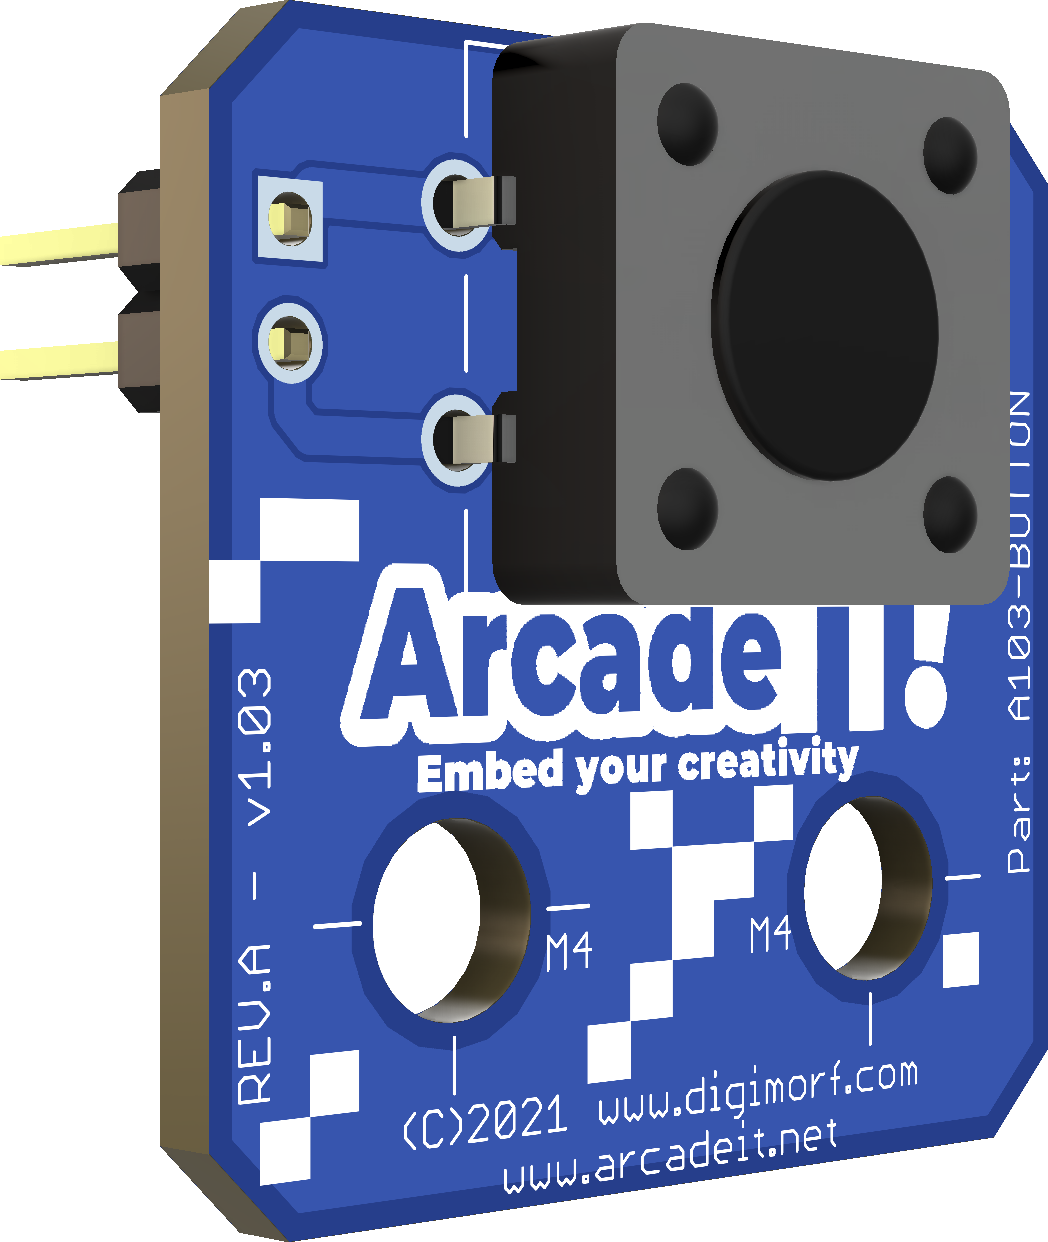 Arcade IT!
Embed your creativity
REV.A - v1.03
Part: A103-BUTTON
M4
M4
(C)2021 www.digimorf.com
www.arcadeit.net